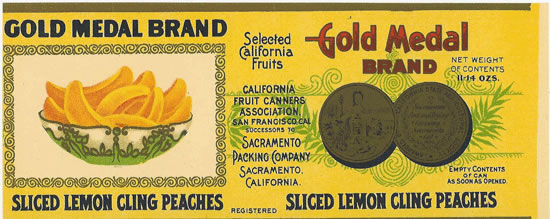 GOLD MEDAL BRAND
SLICED LEMON CLING PEACHES
Selected
California
Fruits
CALIFORNIA
FRUIT CANNERS
ASSOCIATION,
SAN FRANCISCO, CAL.
SUCCESSORS TO
SACRAMENTO
PACKING COMPANY
SACRAMENTO,
CALIFORNIA.
REGISTERED
Gold Medal
BRAND
NET WEIGHT
OF CONTENTS
11-14 OZS.
EMPTY CONTENTS
OF CAN
AS SOON AS OPENED.
SLICED LEMON CLING PEACHES